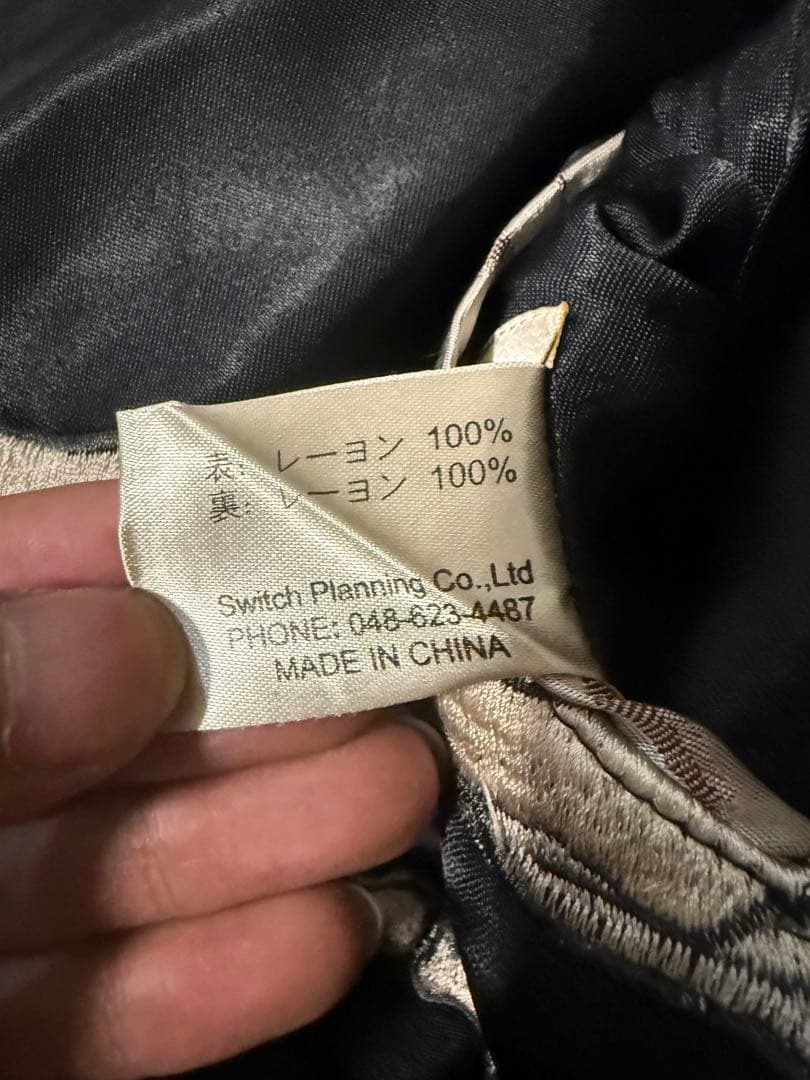 表: レーヨン 100%
裏: レーヨン 100%
Switch Planning Co.,Ltd
PHONE: 048-623-4487
MADE IN CHINA